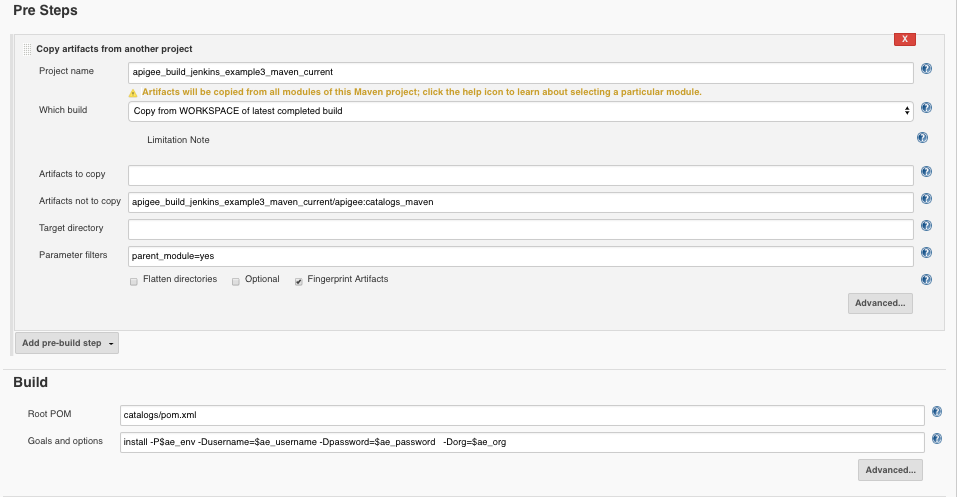 Pre Steps
X
Copy artifacts from another project
Project name
apigee_build_jenkins_example3_maven_current
Artifacts will be copied from all modules of this Maven project; click the help icon to learn about selecting a particular module.
Which build
Copy from WORKSPACE of latest completed build
Limitation Note
Artifacts to copy
Artifacts not to copy
apigee_build_jenkins_example3_maven_current/apigee:catalogs_maven
Target directory
Parameter filters
parent_module=yes
Flatten directories Optional Fingerprint Artifacts
Advanced...
Add pre-build step
Build
Root POM
catalogs/pom.xml
Goals and options
install -P$ae_env -Dusername=$ae_username -Dpassword=$ae_password -Dorg=$ae_org
Advanced...